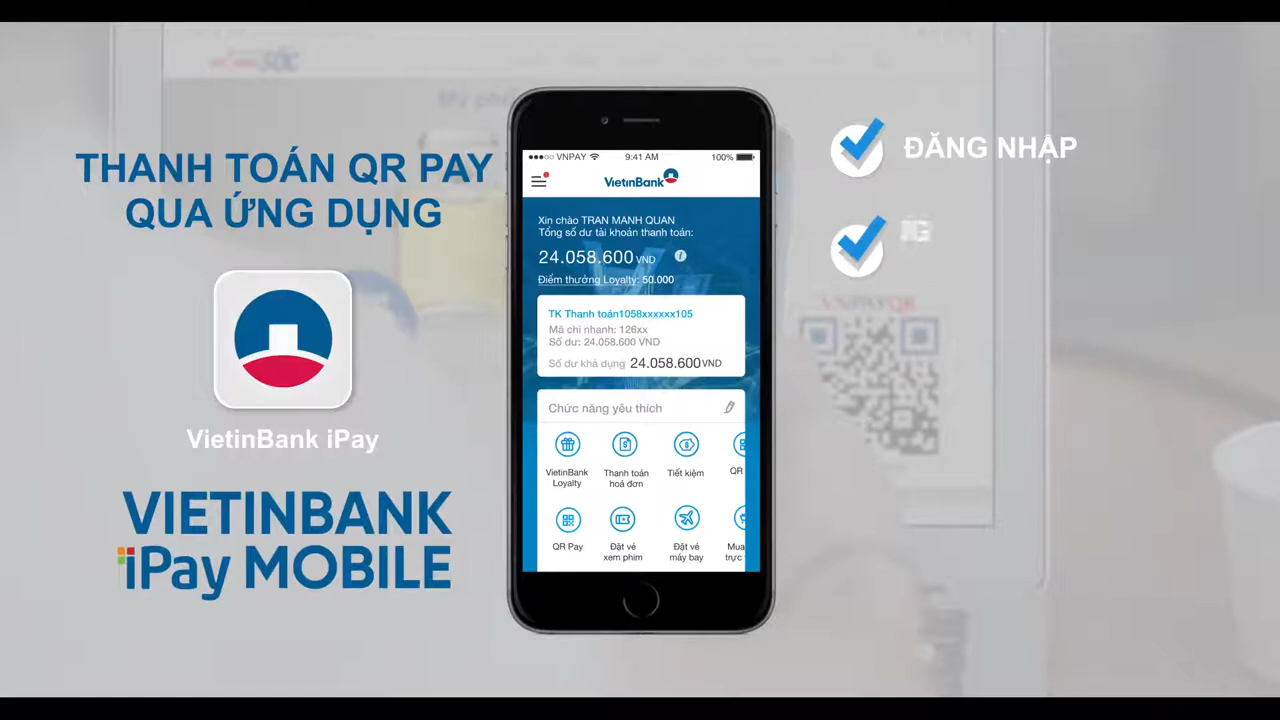 THANH TOÁN QR PAY
QUA ỨNG DỤNG
VietinBank iPay
VIETINBANK
iPay MOBILE
VNPAY 9:41 AM 100%
VietinBank
Xin chào TRAN MANH QUAN
Tổng số dư tài khoản thanh toán:
24.058.600 VND
Điểm thưởng Loyalty: 50.000
TK Thanh toán1058xxxxxx105
Mã chi nhanh: 126xx
Số dư: 24.058.600 VND
Số dư khả dụng 24.058.600VND
Chức năng yêu thích
VietinBank Loyalty
Thanh toán hoá đơn
Tiết kiệm
QR
QR Pay
Đặt vé xem phim
Đặt vé máy bay
Mua trực
ĐĂNG NHẬP
VNPAYQR